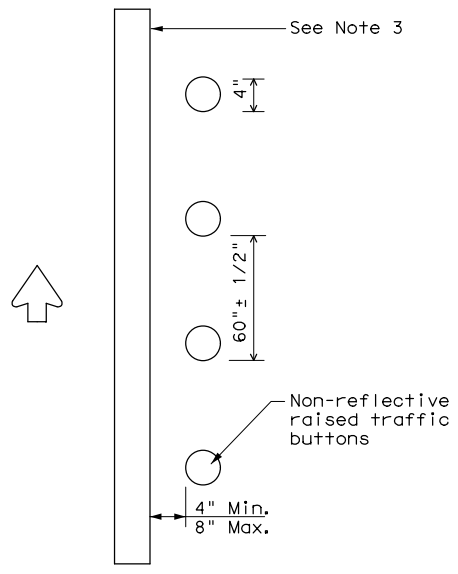 See Note 3
4"
60"± 1/2"
Non-reflective
raised traffic
buttons
4" Min.
8" Max.